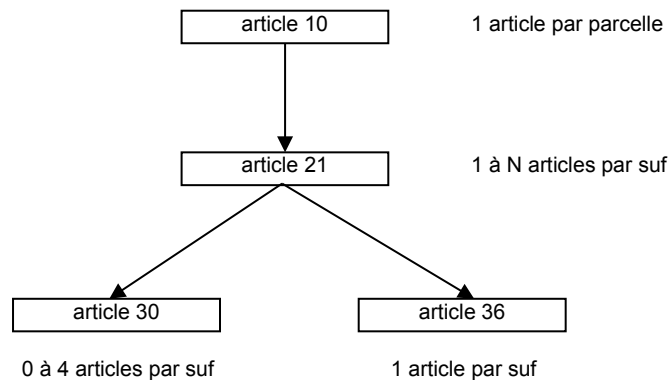 article 10
1 article par parcelle
article 21
1 à N articles par suf
article 30
article 36
0 à 4 articles par suf
1 article par suf